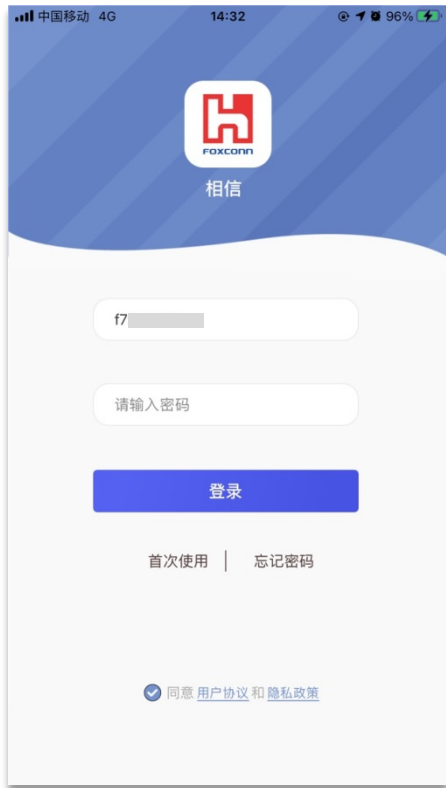 中国移动 4G 14:32 96%
FOXCONN
相信
f7
请输入密码
登录
首次使用 | 忘记密码
同意 用户协议 和 隐私政策